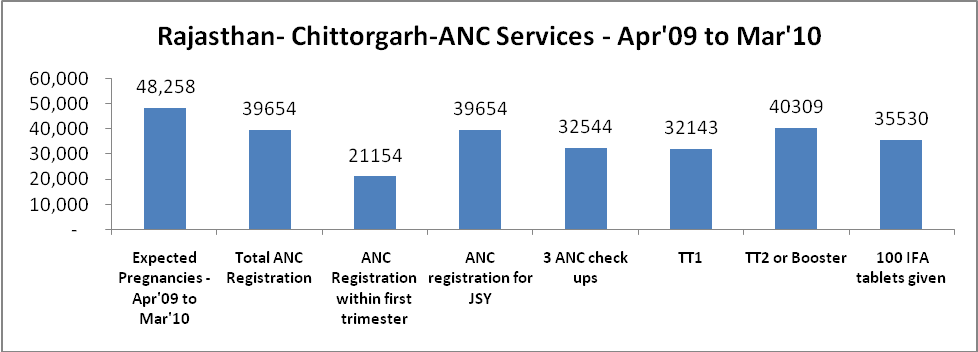 Rajasthan- Chittorgarh-ANC Services - Apr'09 to Mar'10
60,000
50,000
40,000
30,000
20,000
10,000
-
48,258
39654
21154
39654
32544
32143
40309
35530
Expected
Pregnancies -
Apr'09 to
Mar'10
Total ANC
Registration
ANC
Registration
within first
trimester
ANC
registration for
JSY
3 ANC check
ups
TT1
TT2 or Booster
100 IFA
tablets given